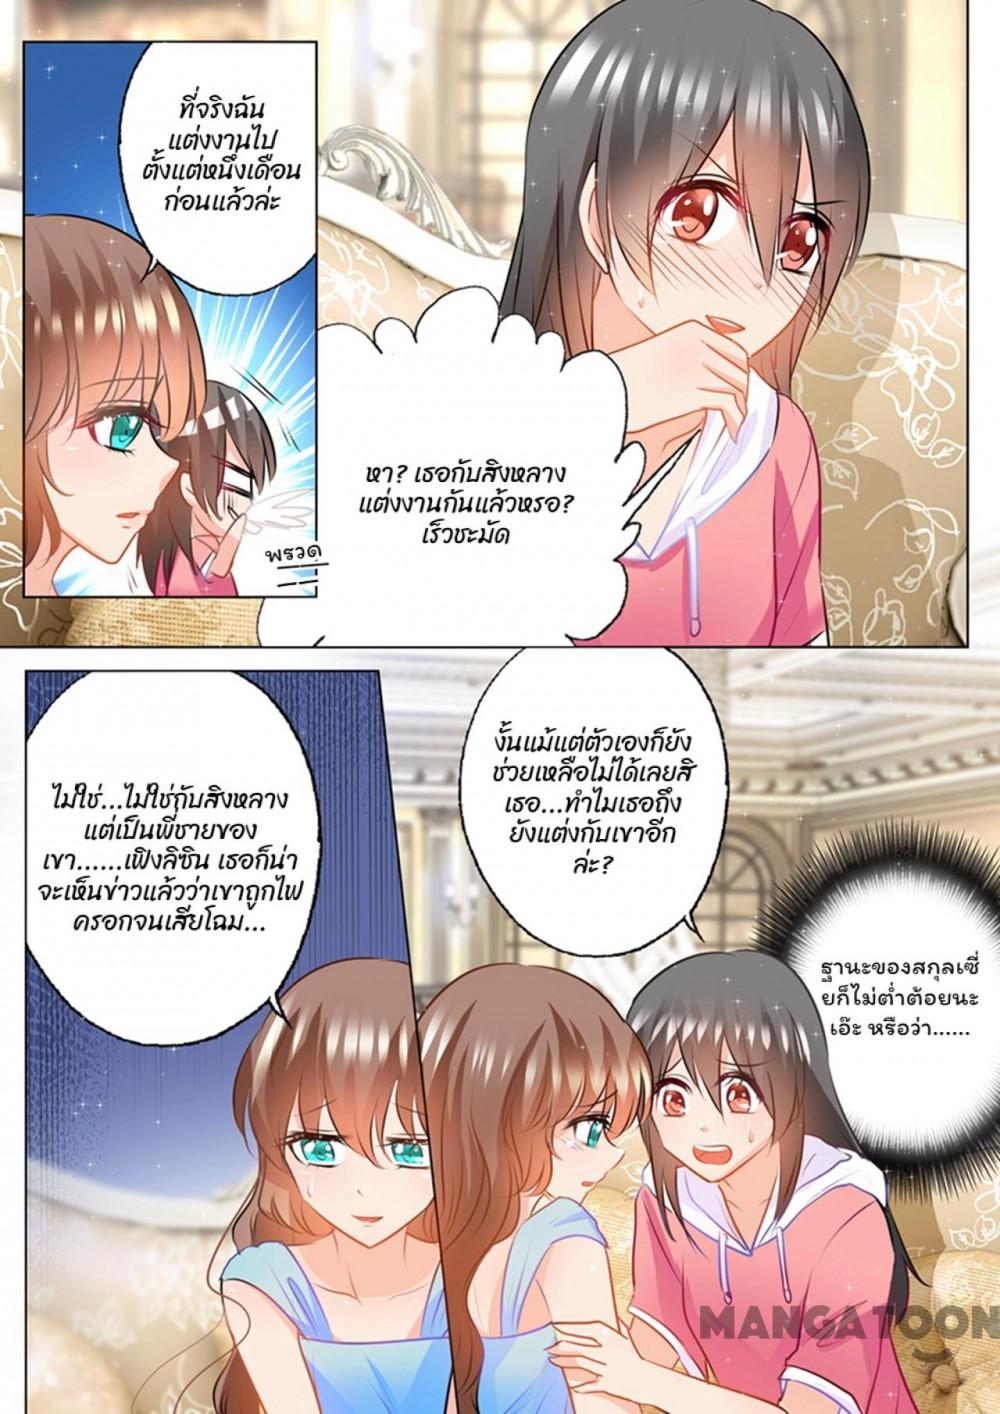 ที่จริงฉัน
แต่งงานไป
ตั้งแต่หนึ่งเดือน
ก่อนแล้วล่ะ
พรวด
หา? เธอกับสิงหลาง
แต่งงานกันแล้วหรอ?
เร็วชะมัด
ไม่ใช่...ไม่ใช่กับสิงหลาง
แต่เป็นพี่ชายของ
เขา......เฟิงลิซิน เธอก็น่า
จะเห็นข่าวแล้วว่าเขาถูกไฟ
ครอกจนเสียโฉม...
งั้นแม้แต่ตัวเองก็ยัง
ช่วยเหลือไม่ได้เลยสิ
เธอ...ทำไมเธอถึง
ยังแต่งกับเขาอีก
ล่ะ?
ฐานะของสกุลเซี่
ยก็ไม่ต่ำต้อยนะ
เอ๊ะ หรือว่า......
MANGATOON